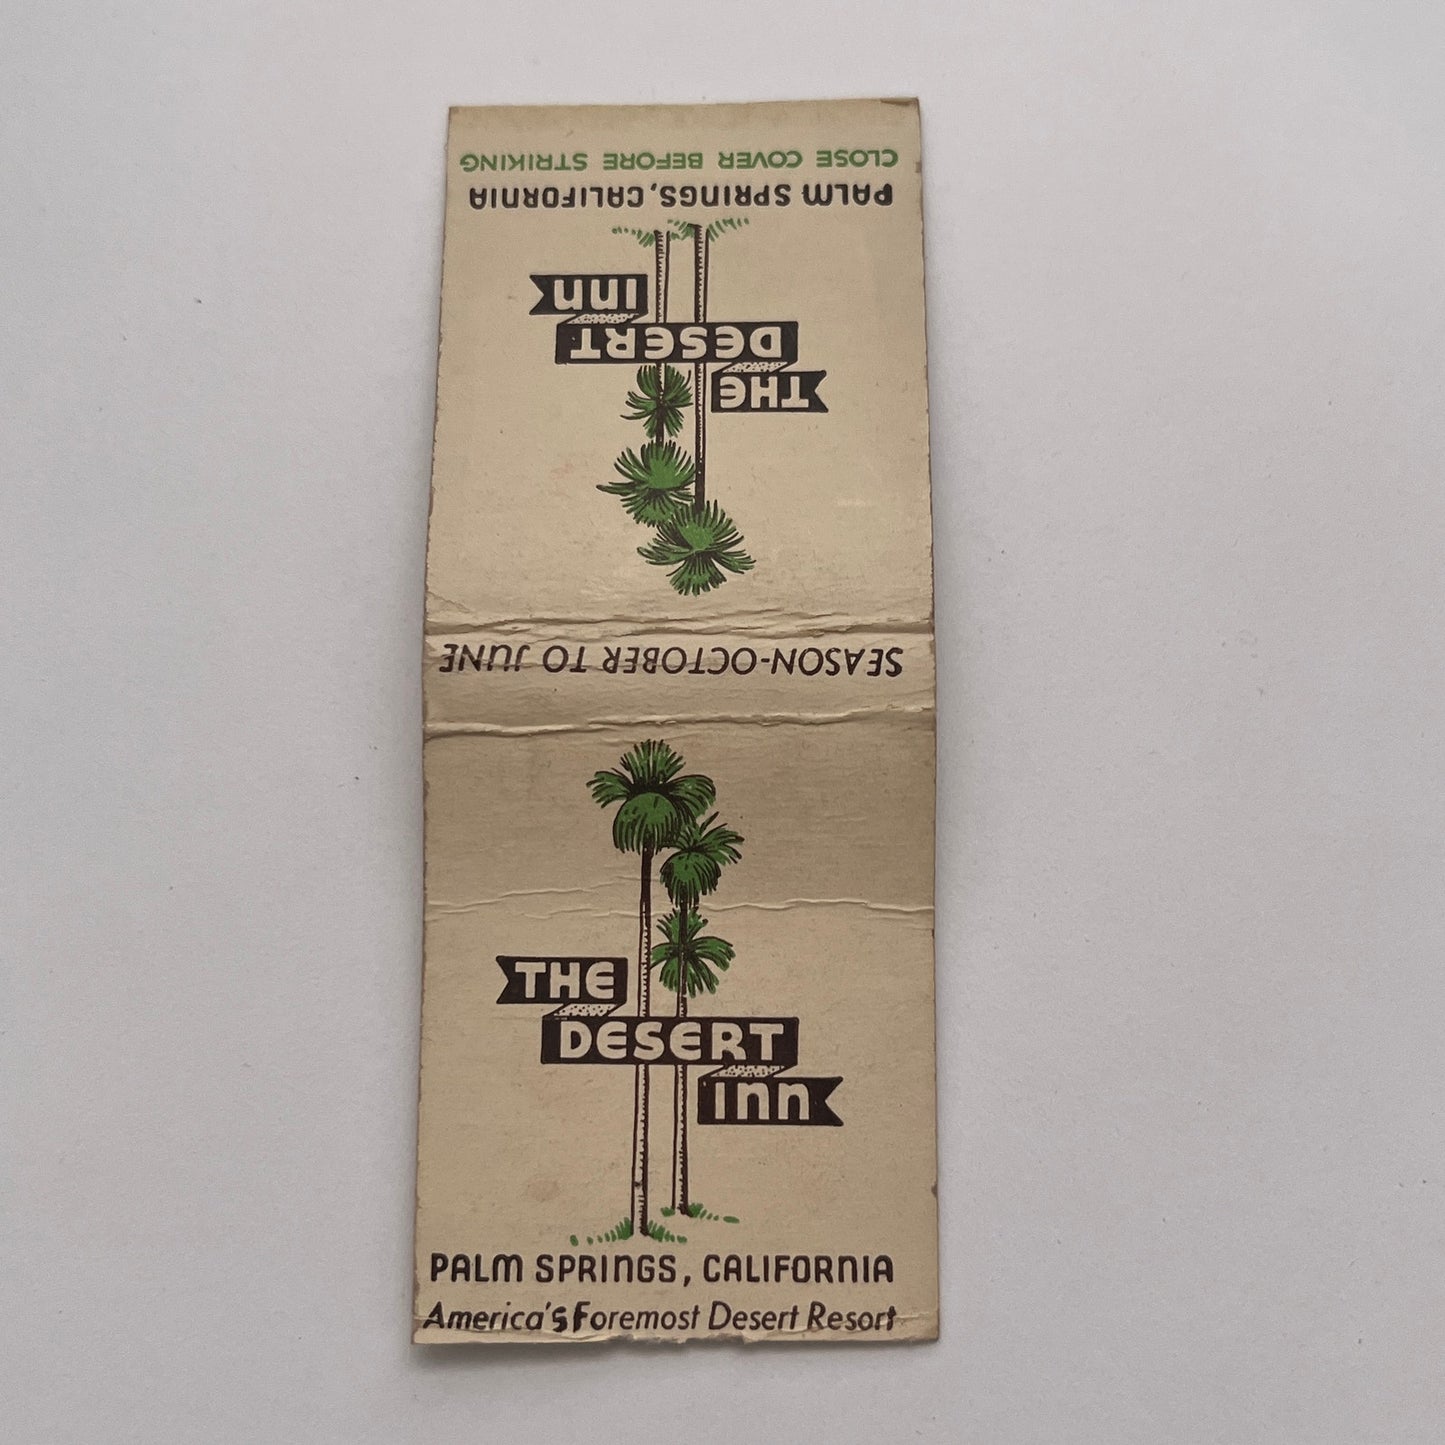 CLOSE COVER BEFORE STRIKING
PALM SPRINGS, CALIFORNIA
THE
DESERT
INN
SEASON-OCTOBER TO JUNE
THE
DESERT
INN
PALM SPRINGS, CALIFORNIA
America's Foremost Desert Resort